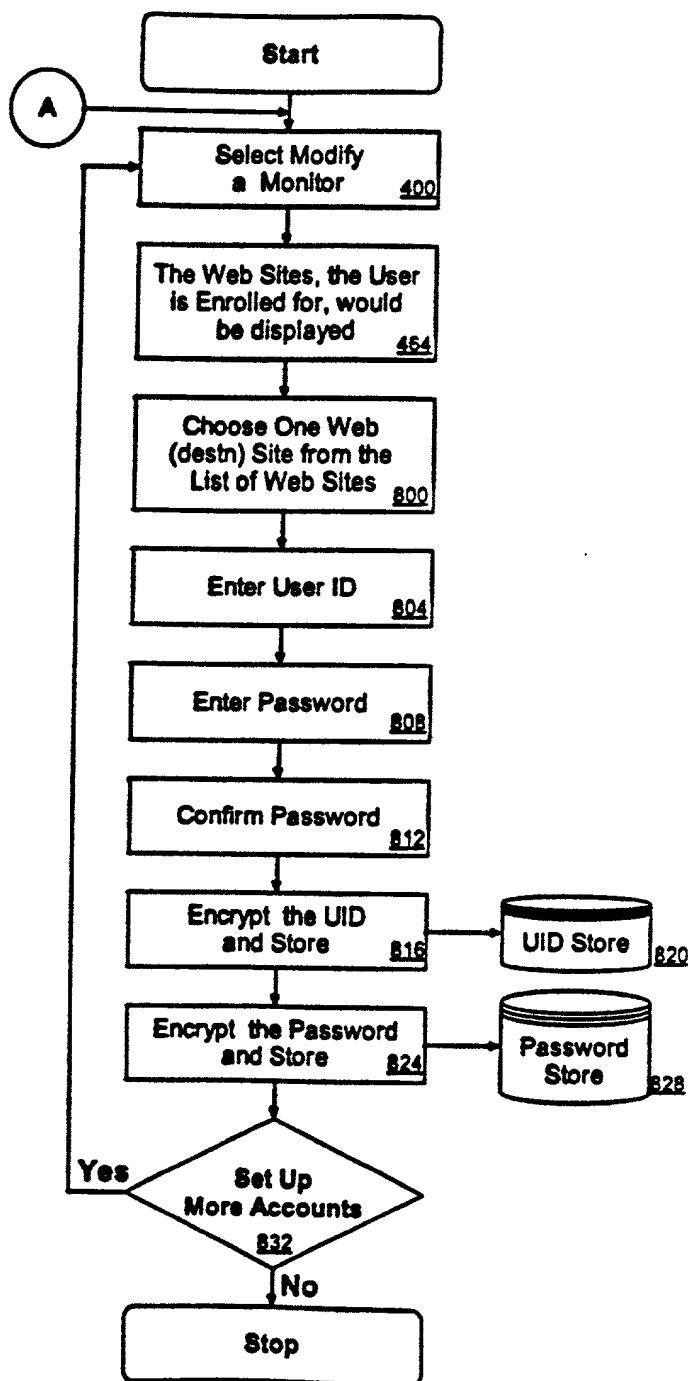 Start
A
Select Modify
a Monitor
400
The Web Sites, the User
is Enrolled for, would
be displayed
464
Choose One Web
(destn) Site from the
List of Web Sites
800
Enter User ID
804
Enter Password
808
Confirm Password
812
Encrypt the UID
and Store
816
UID Store
820
Encrypt the Password
and Store
824
Password
Store
828
Yes
Set Up
More Accounts
832
No
Stop